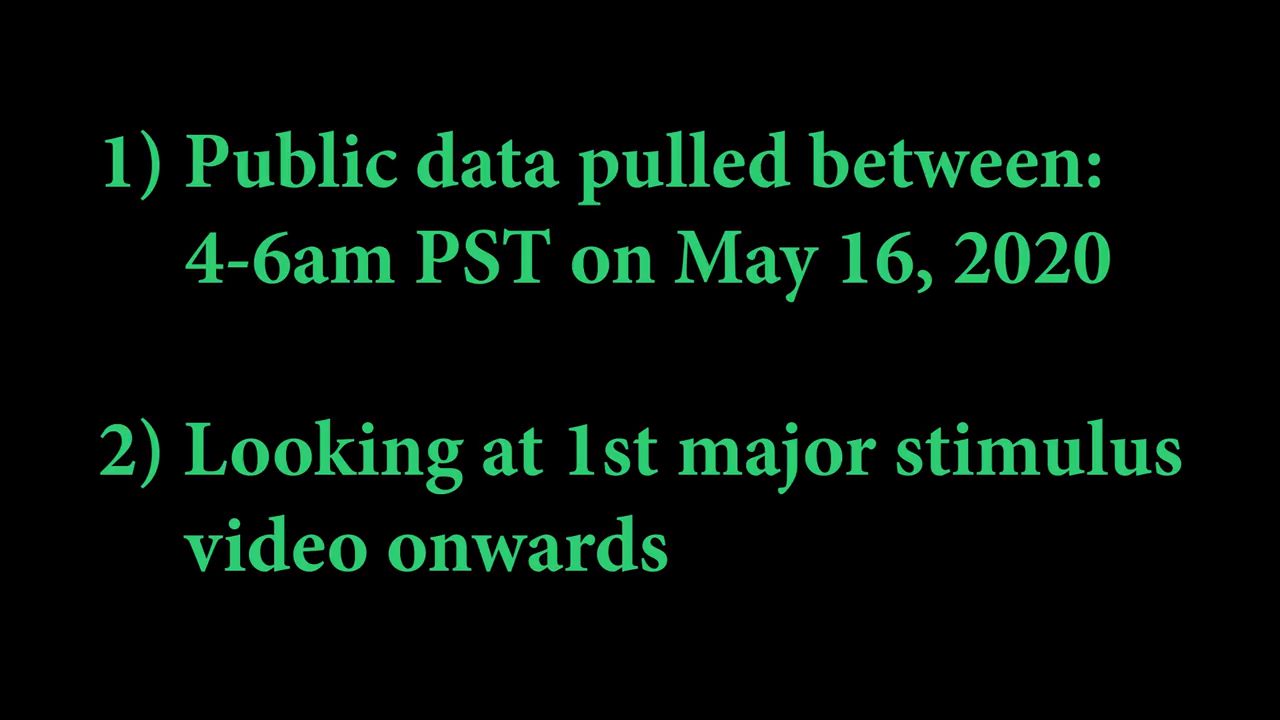 1) Public data pulled between:
4-6am PST on May 16, 2020
2) Looking at 1st major stimulus
video onwards